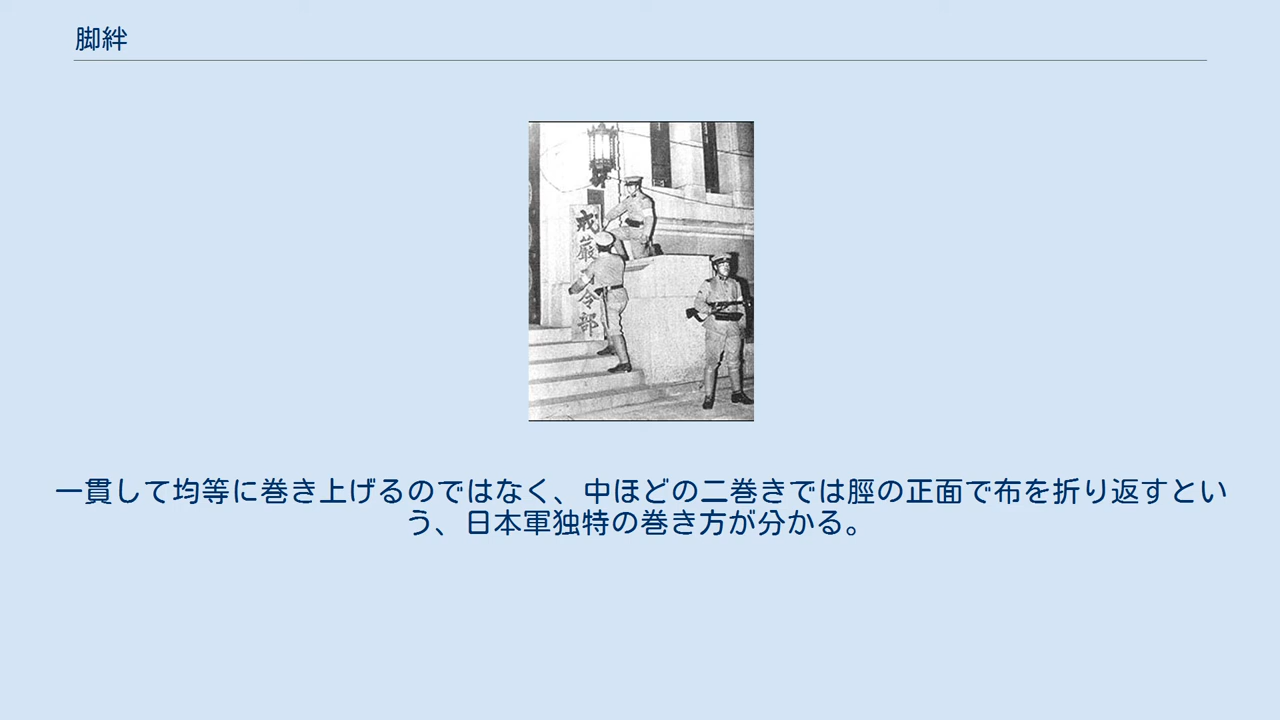 脚絆
戒
厳
令
部
一貫して均等に巻き上げるのではなく、中ほどの二巻きでは脛の正面で布を折り返すとい
う、日本軍独特の巻き方が分かる。